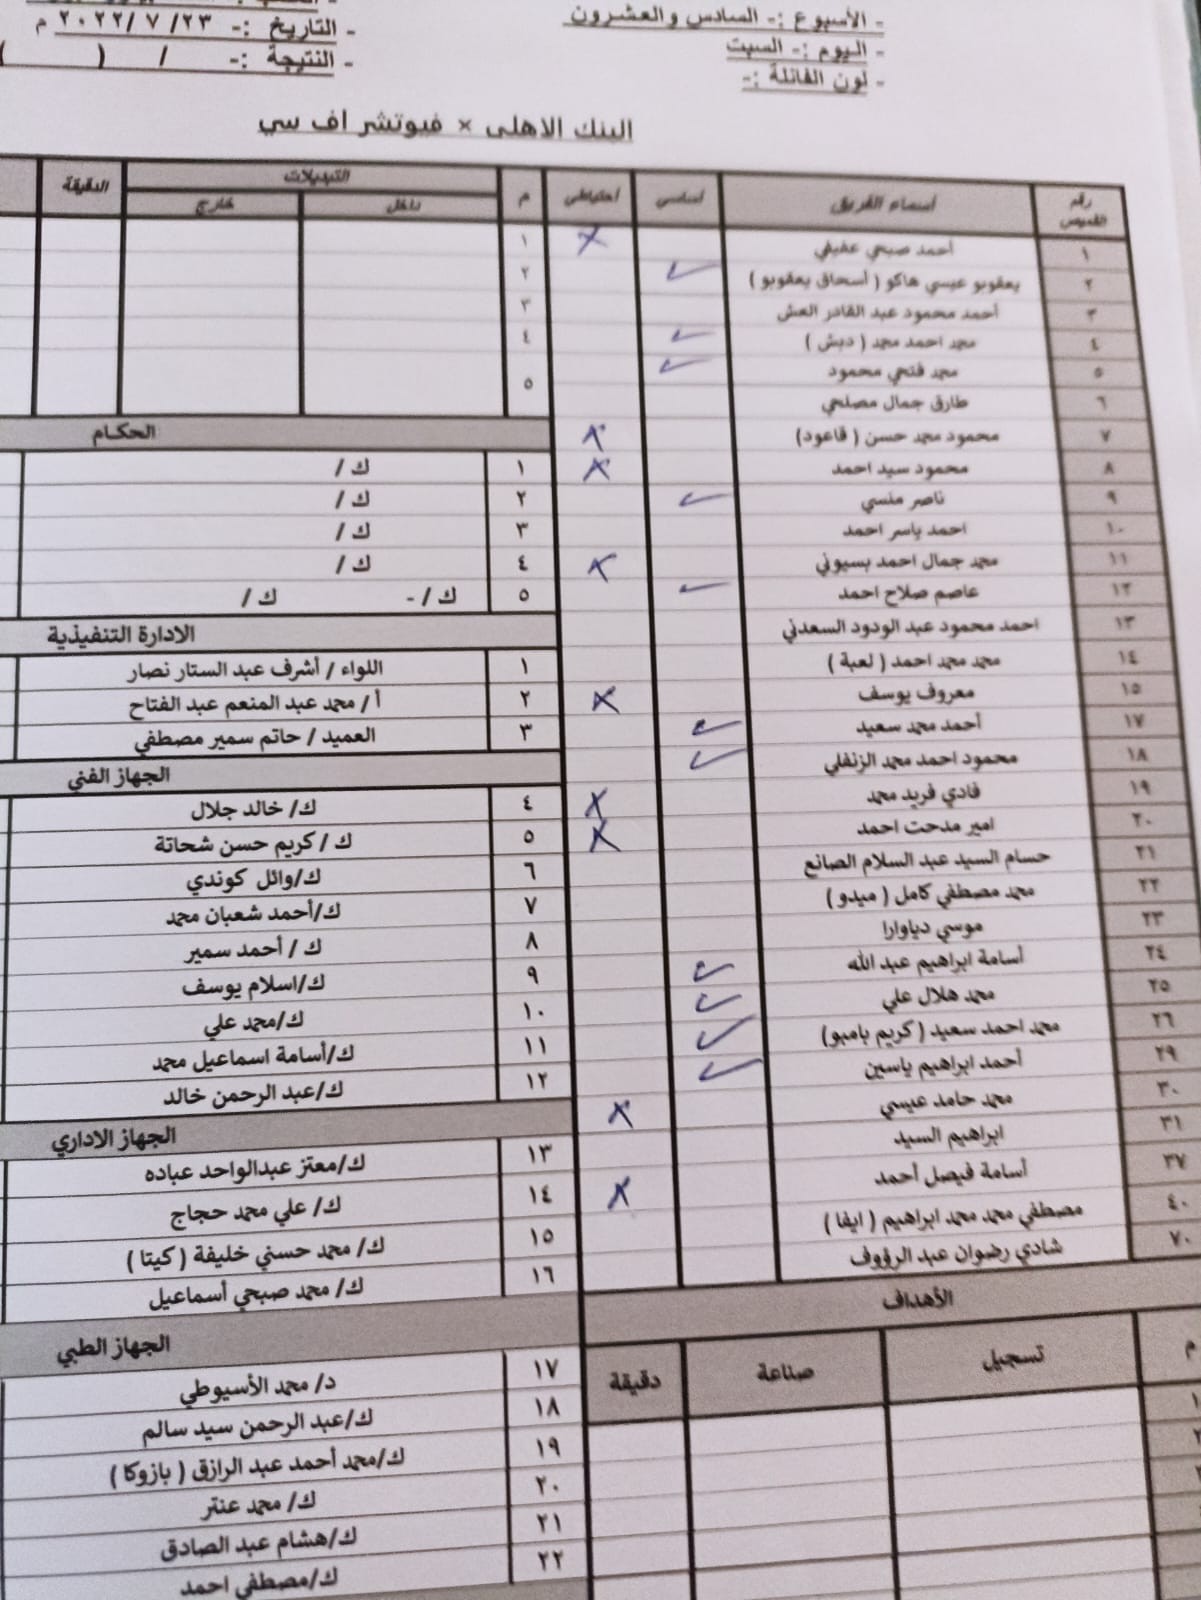 - الأسبوع :- السادس والعشرون
- اليوم :- السبت
- لون الفانلة :-
- التاريخ :- ٢٣/ ٧ /٢٠٢٢ م
- النتيجة :- / ( )
البنك الاهلى × فيوتشر اف سي
رقم القميص أسماء الفريق أساسي أحتياطى
١ أحمد صبحي عفيفي ✗
٢ يعقوبو عيسي هاكو ( أسحاق يعقوبو ) ✓
٣ أحمد محمود عبد القادر العش
٤ محمد احمد محمد ( دبش ) ✓
٥ محمد فتحي محمود ✓
٦ طارق جمال مصلحي
٧ محمود محمد حسن ( قاعود) ✗
٨ محمود سيد احمد ✗
٩ ناصر منسي ✓
١٠ احمد ياسر احمد
١١ محمد جمال احمد بسيوني ✗
١٢ عاصم صلاح احمد ✓
١٣ احمد محمود عبد الودود السعدني
١٤ محمد محمد احمد ( لعبة )
١٥ معروف يوسف ✗
١٧ أحمد محمد سعيد ✓
١٨ محمود احمد محمد الزنفلي ✓
١٩ فادي فريد محمد ✗
٢٠ امير مدحت احمد ✗
٢١ حسام السيد عبد السلام الصانع
٢٢ محمد مصطفي كامل ( ميدو )
٢٣ موسي دياوارا
٢٤ أسامة ابراهيم عبد الله ✓
٢٥ محمد هلال علي ✓
٢٦ محمد احمد سعيد ( كريم بامبو) ✓
٢٩ أحمد ابراهيم ياسين ✓
٣٠ محمد حامد عيسي ✗
٣١ ابراهيم السيد
٣٧ أسامة فيصل أحمد ✗
٤٠ مصطفي محمد محمد ابراهيم ( ايفا )
٧٠ شادي رضوان عبد الرؤوف
الأهداف
م تسجيل صناعة دقيقة
١
٢
م التبديلات الدقيقة
داخل خارج
١
٢
٣
٤
٥
الحكام
١ ك /
٢ ك /
٣ ك /
٤ ك /
٥ ك / - ك /
الادارة التنفيذية
١ اللواء / أشرف عبد الستار نصار
٢ أ / محمد عبد المنعم عبد الفتاح
٣ العميد / حاتم سمير مصطفي
الجهاز الفني
٤ ك/ خالد جلال
٥ ك / كريم حسن شحاتة
٦ ك/وائل كوندي
٧ ك/أحمد شعبان محمد
٨ ك / أحمد سمير
٩ ك/اسلام يوسف
١٠ ك/محمد علي
١١ ك/أسامة اسماعيل محمد
١٢ ك/عبد الرحمن خالد
الجهاز الاداري
١٣ ك/معتز عبدالواحد عباده
١٤ ك/ علي محمد حجاج
١٥ ك/ محمد حسني خليفة ( كيتا )
١٦ ك/ محمد صبحي أسماعيل
الجهاز الطبي
١٧ د/ محمد الأسيوطي
١٨ ك/عبد الرحمن سيد سالم
١٩ ك/محمد أحمد عبد الرازق ( بازوكا )
٢٠ ك/ محمد عنتر
٢١ ك/هشام عبد الصادق
٢٢ ك/مصطفي احمد